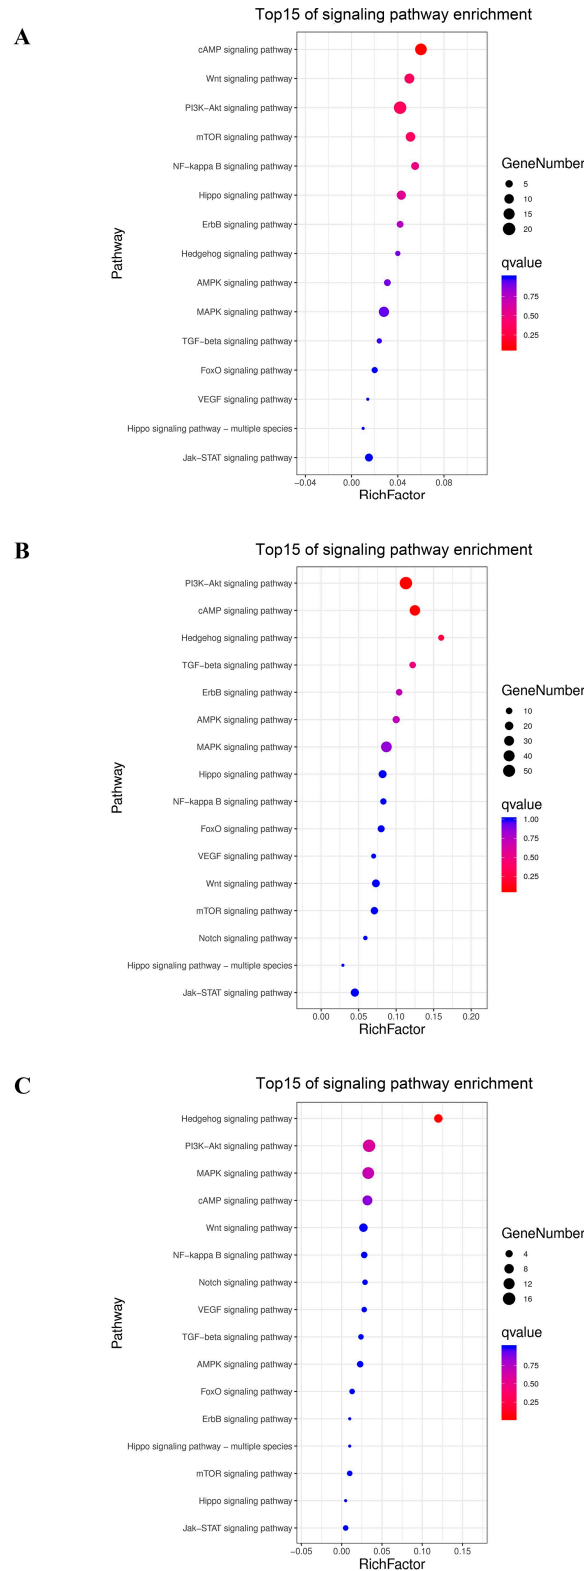 A
Top15 of signaling pathway enrichment
Pathway
cAMP signaling pathway
Wnt signaling pathway
PI3K−Akt signaling pathway
mTOR signaling pathway
NF−kappa B signaling pathway
Hippo signaling pathway
ErbB signaling pathway
Hedgehog signaling pathway
AMPK signaling pathway
MAPK signaling pathway
TGF−beta signaling pathway
FoxO signaling pathway
VEGF signaling pathway
Hippo signaling pathway − multiple species
Jak−STAT signaling pathway
−0.04 0.00 0.04 0.08
RichFactor
GeneNumber
5
10
15
20
qvalue
0.75
0.50
0.25
B
Top15 of signaling pathway enrichment
Pathway
PI3K−Akt signaling pathway
cAMP signaling pathway
Hedgehog signaling pathway
TGF−beta signaling pathway
ErbB signaling pathway
AMPK signaling pathway
MAPK signaling pathway
Hippo signaling pathway
NF−kappa B signaling pathway
FoxO signaling pathway
VEGF signaling pathway
Wnt signaling pathway
mTOR signaling pathway
Notch signaling pathway
Hippo signaling pathway − multiple species
Jak−STAT signaling pathway
0.00 0.05 0.10 0.15 0.20
RichFactor
GeneNumber
10
20
30
40
50
qvalue
1.00
0.75
0.50
0.25
C
Top15 of signaling pathway enrichment
Pathway
Hedgehog signaling pathway
PI3K−Akt signaling pathway
MAPK signaling pathway
cAMP signaling pathway
Wnt signaling pathway
NF−kappa B signaling pathway
Notch signaling pathway
VEGF signaling pathway
TGF−beta signaling pathway
AMPK signaling pathway
FoxO signaling pathway
ErbB signaling pathway
Hippo signaling pathway − multiple species
mTOR signaling pathway
Hippo signaling pathway
Jak−STAT signaling pathway
−0.05 0.00 0.05 0.10 0.15
RichFactor
GeneNumber
4
8
12
16
qvalue
0.75
0.50
0.25